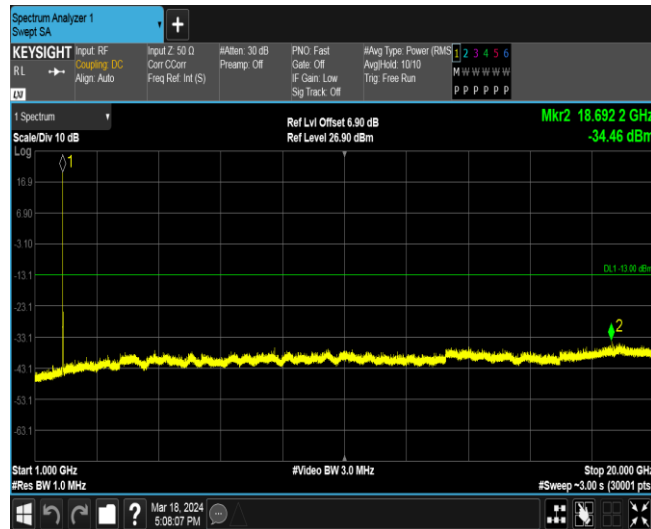 Spectrum Analyzer 1
Swept SA
+
KEYSIGHT Input: RF Input Z: 50 Ω #Atten: 30 dB PNO: Fast #Avg Type: Power (RMS 1 2 3 4 5 6
RL Coupling: DC Corr CCorr Preamp: Off Gate: Off Avg|Hold: 10/10 M W W W W W
Align: Auto Freq Ref: Int (S) IF Gain: Low Trig: Free Run
Sig Track: Off P P P P P P
LXI
1 Spectrum Ref Lvl Offset 6.90 dB Mkr2 18.692 2 GHz
Scale/Div 10 dB Ref Level 26.90 dBm -34.46 dBm
Log
1
16.9
6.90
-3.10
-13.1 DL1 -13.00 dBm
-23.1
-33.1 2
-43.1
-53.1
-63.1
Start 1.000 GHz #Video BW 3.0 MHz Stop 20.000 GHz
#Res BW 1.0 MHz #Sweep ~3.00 s (30001 pts
? Mar 18, 2024
5:08:07 PM